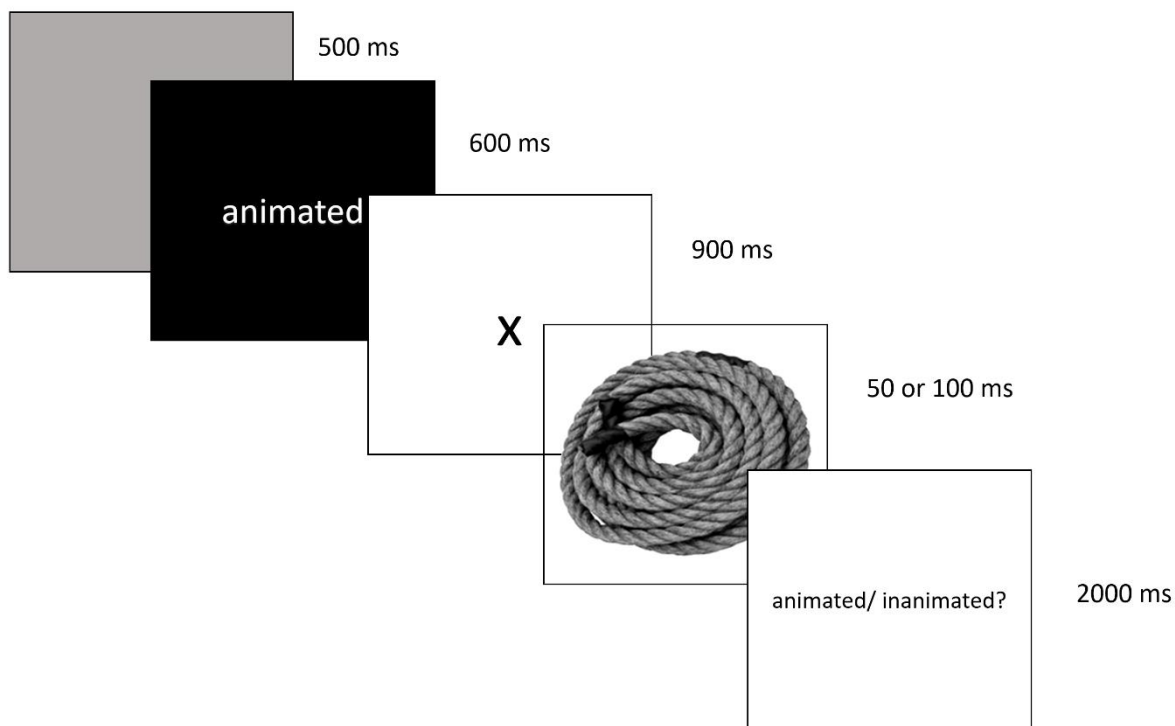 500 ms
600 ms
animated
900 ms
X
50 or 100 ms
animated/ inanimated?
2000 ms